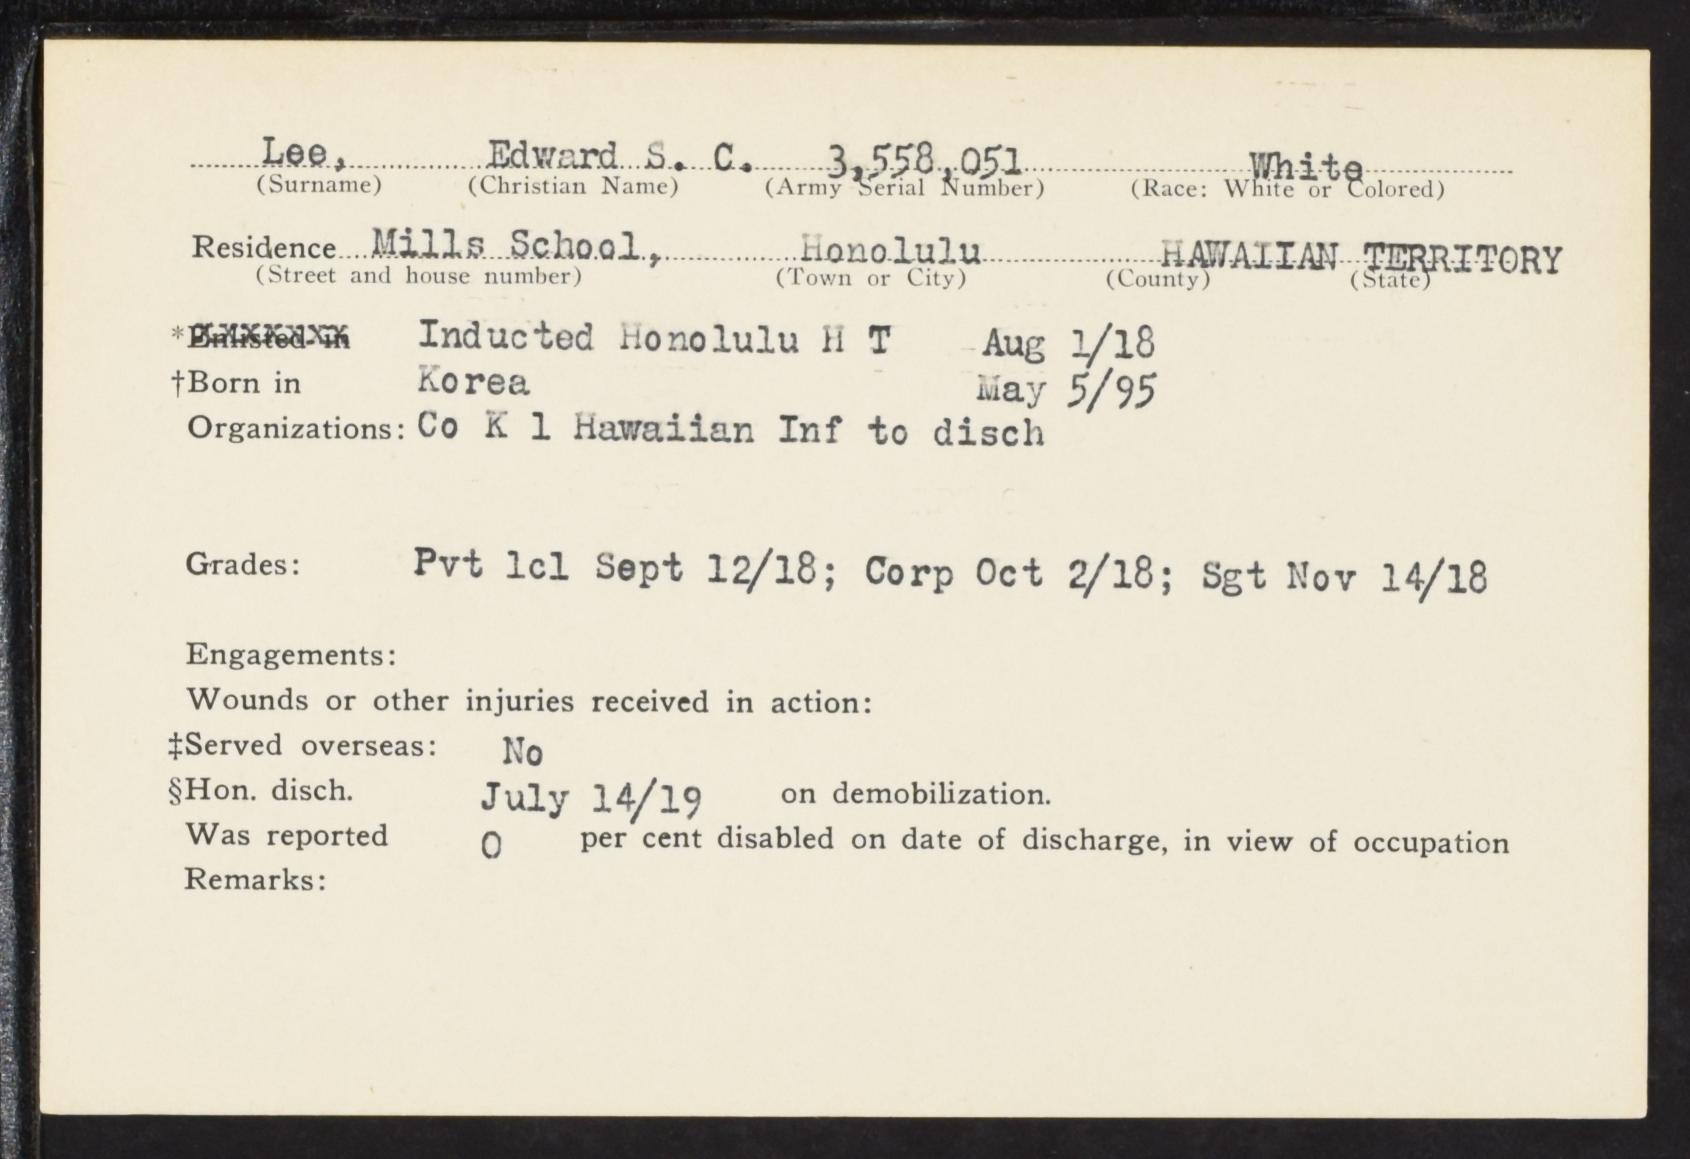 Lee, Edward S. C. 3,558,051 White
(Surname) (Christian Name) (Army Serial Number) (Race: White or Colored)
Residence Mills School, Honolulu HAWAIIAN TERRITORY
(Street and house number) (Town or City) (County) (State)
*Enlisted in Inducted Honolulu H T Aug 1/18
†Born in Korea May 5/95
Organizations: Co K 1 Hawaiian Inf to disch
Grades: Pvt 1cl Sept 12/18; Corp Oct 2/18; Sgt Nov 14/18
Engagements:
Wounds or other injuries received in action:
‡Served overseas: No
§Hon. disch. July 14/19 on demobilization.
Was reported 0 per cent disabled on date of discharge, in view of occupation
Remarks: